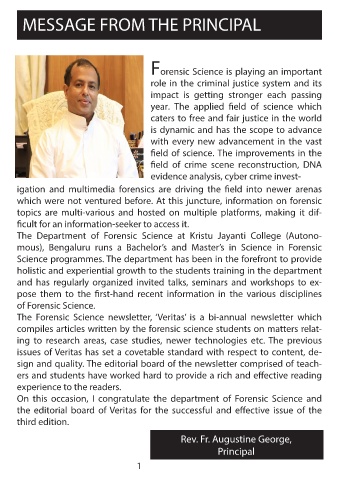 MESSAGE FROM THE PRINCIPAL
Forensic Science is playing an important
role in the criminal justice system and its
impact is getting stronger each passing
year. The applied field of science which
caters to free and fair justice in the world
is dynamic and has the scope to advance
with every new advancement in the vast
field of science. The improvements in the
field of crime scene reconstruction, DNA
evidence analysis, cyber crime invest-
igation and multimedia forensics are driving the field into newer arenas
which were not ventured before. At this juncture, information on forensic
topics are multi-various and hosted on multiple platforms, making it dif-
ficult for an information-seeker to access it.
The Department of Forensic Science at Kristu Jayanti College (Autono-
mous), Bengaluru runs a Bachelor's and Master's in Science in Forensic
Science programmes. The department has been in the forefront to provide
holistic and experiential growth to the students training in the department
and has regularly organized invited talks, seminars and workshops to ex-
pose them to the first-hand recent information in the various disciplines
of Forensic Science.
The Forensic Science newsletter, 'Veritas' is a bi-annual newsletter which
compiles articles written by the forensic science students on matters relat-
ing to research areas, case studies, newer technologies etc. The previous
issues of Veritas has set a covetable standard with respect to content, de-
sign and quality. The editorial board of the newsletter comprised of teach-
ers and students have worked hard to provide a rich and effective reading
experience to the readers.
On this occasion, I congratulate the department of Forensic Science and
the editorial board of Veritas for the successful and effective issue of the
third edition.
Rev. Fr. Augustine George,
Principal
1